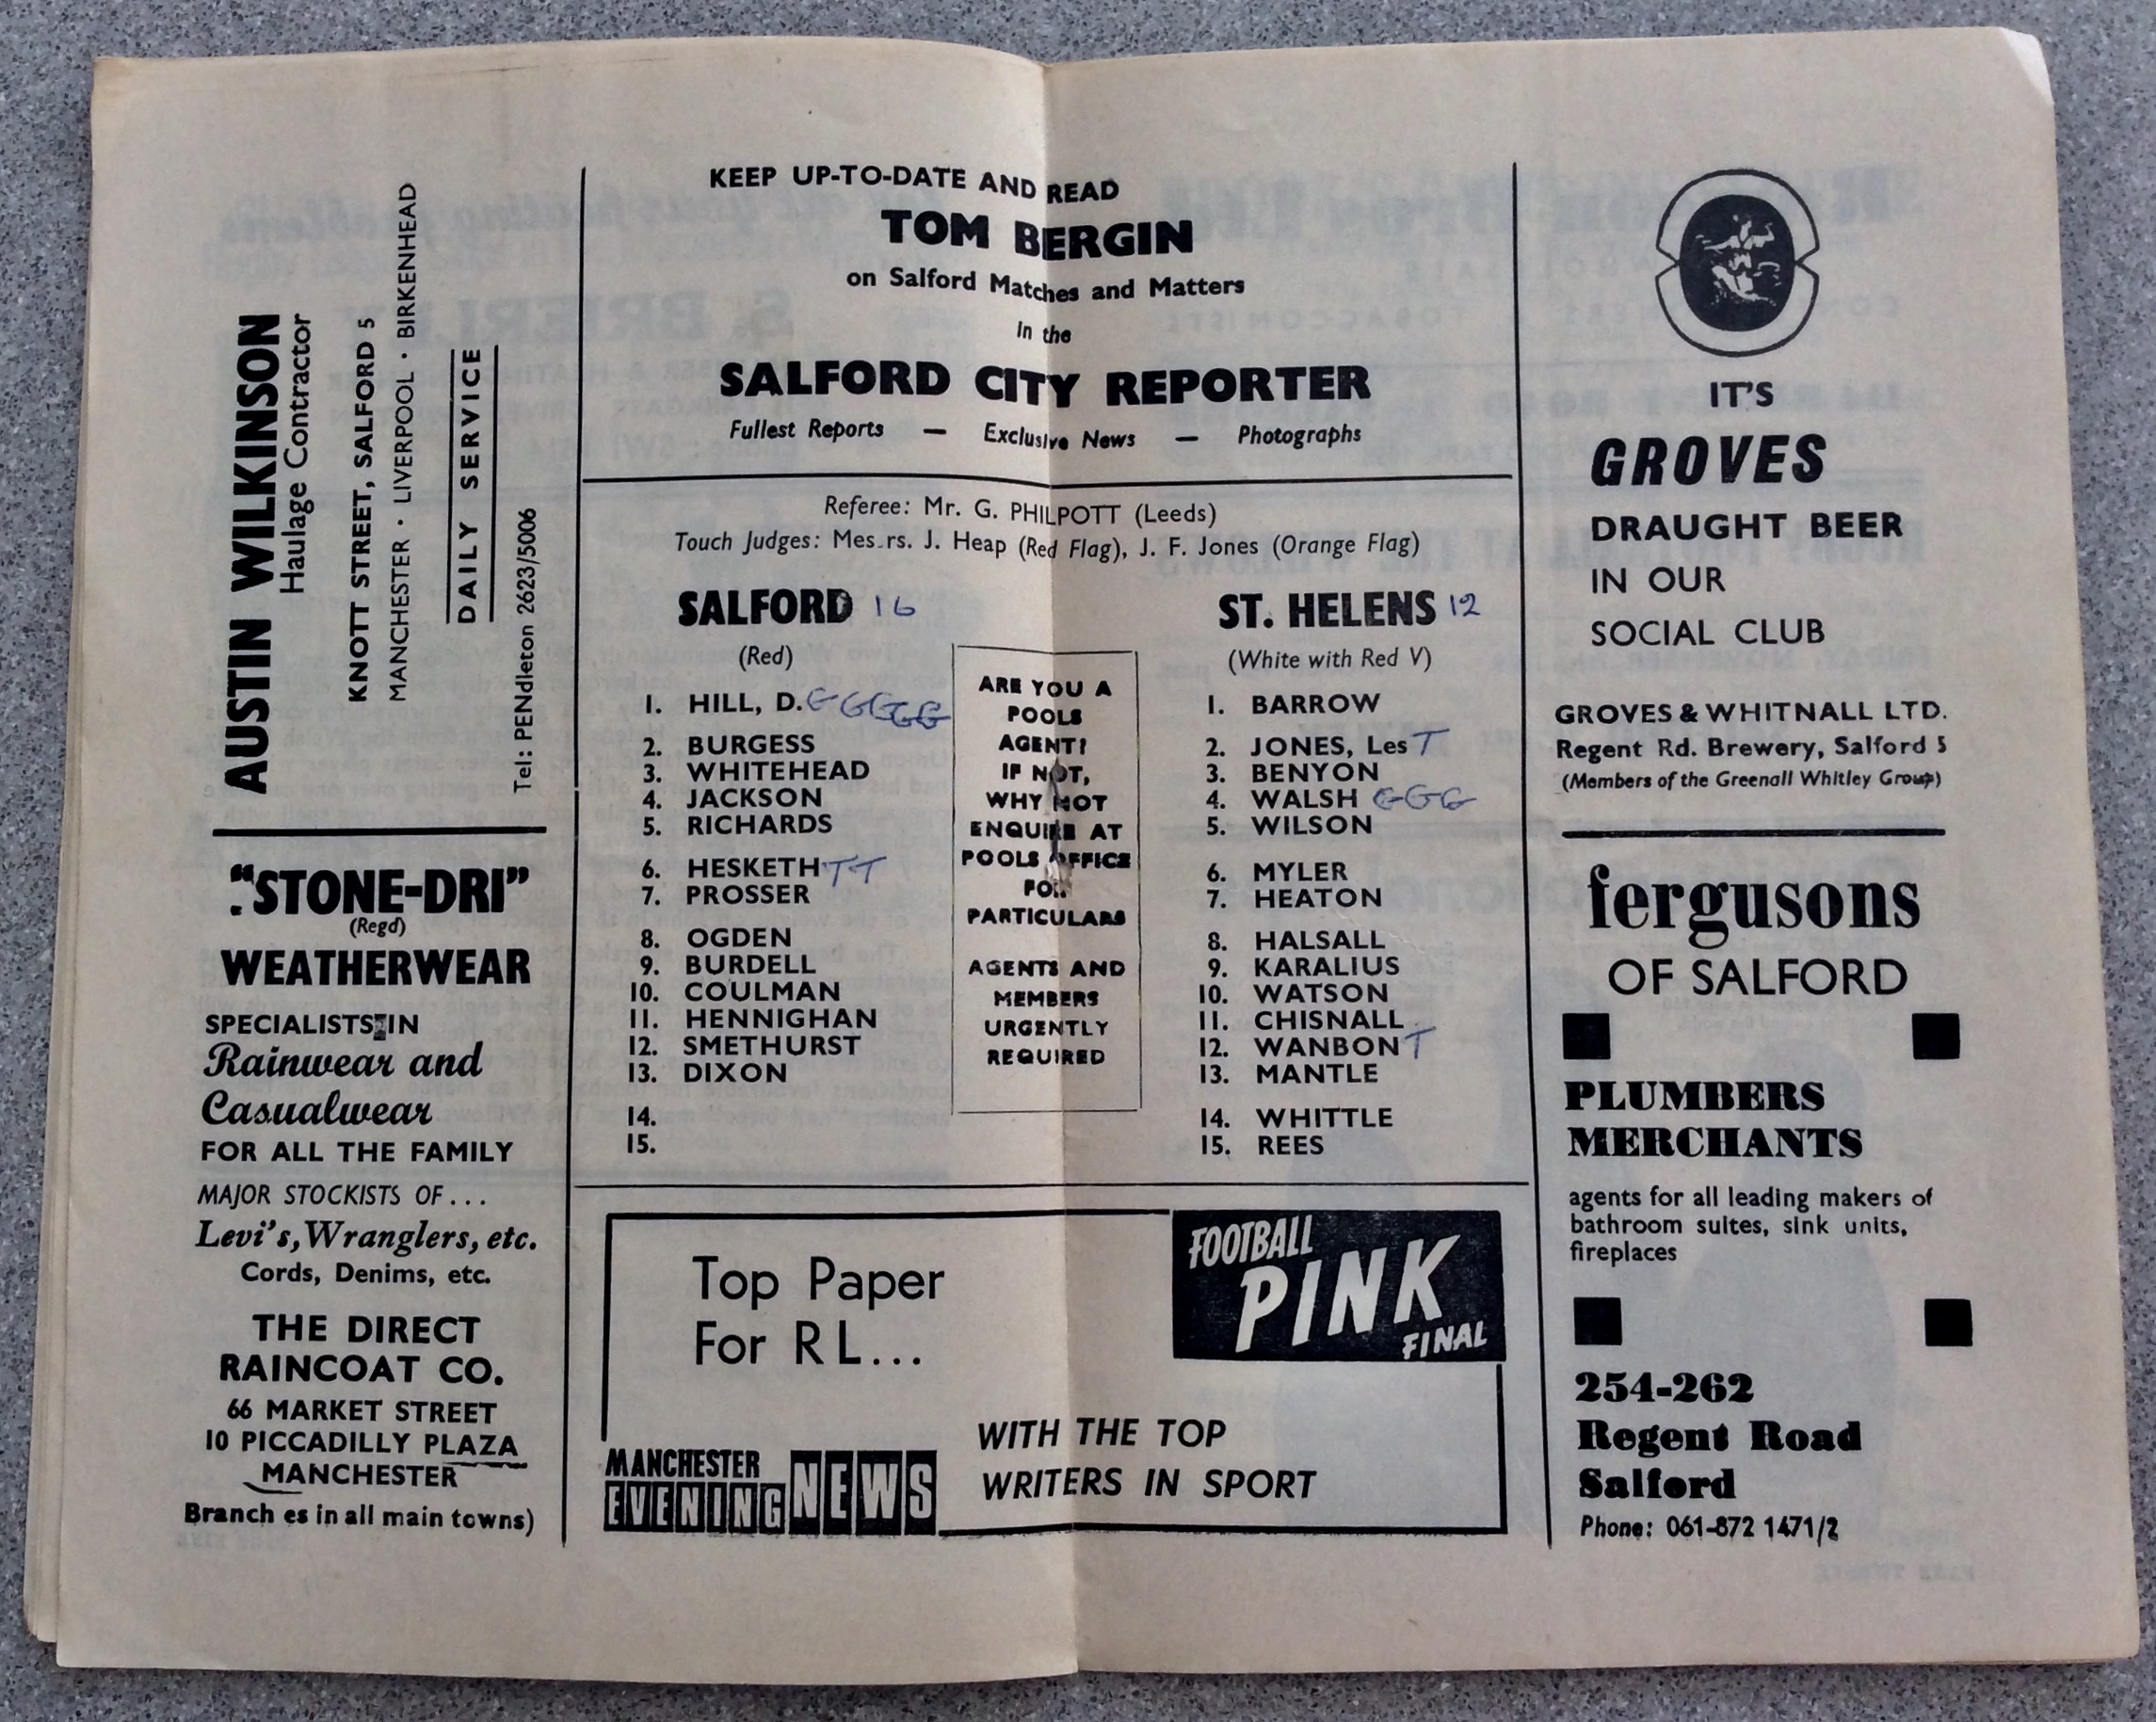 AUSTIN WILKINSON
Haulage Contractor
KNOTT STREET, SALFORD 5
MANCHESTER · LIVERPOOL · BIRKENHEAD
DAILY SERVICE
Tel: PENdleton 2623/5006
"STONE-DRI"
(Regd)
WEATHERWEAR
SPECIALISTS IN
Rainwear and
Casualwear
FOR ALL THE FAMILY
MAJOR STOCKISTS OF...
Levi's, Wranglers, etc.
Cords, Denims, etc.
THE DIRECT
RAINCOAT CO.
66 MARKET STREET
10 PICCADILLY PLAZA
MANCHESTER
Branch es in all main towns)
KEEP UP-TO-DATE AND READ
TOM BERGIN
on Salford Matches and Matters
in the
SALFORD CITY REPORTER
Fullest Reports — Exclusive News — Photographs
Referee: Mr. G. PHILPOTT (Leeds)
Touch Judges: Mes.rs. J. Heap (Red Flag), J. F. Jones (Orange Flag)
SALFORD 16
(Red)
1. HILL, D. G G G G G
2. BURGESS
3. WHITEHEAD
4. JACKSON
5. RICHARDS
6. HESKETH T T
7. PROSSER
8. OGDEN
9. BURDELL
10. COULMAN
11. HENNIGHAN
12. SMETHURST
13. DIXON
14.
15.
ARE YOU A
POOLS
AGENT?
IF NOT,
WHY NOT
ENQUIRE AT
POOLS OFFICE
FOR
PARTICULARS
AGENTS AND
MEMBERS
URGENTLY
REQUIRED
ST. HELENS 12
(White with Red V)
1. BARROW
2. JONES, Les T
3. BENYON
4. WALSH G G G
5. WILSON
6. MYLER
7. HEATON
8. HALSALL
9. KARALIUS
10. WATSON
11. CHISNALL
12. WANBON T
13. MANTLE
14. WHITTLE
15. REES
Top Paper
For RL...
FOOTBALL
PINK
FINAL
MANCHESTER
EVENING NEWS
WITH THE TOP
WRITERS IN SPORT
IT'S
GROVES
DRAUGHT BEER
IN OUR
SOCIAL CLUB
GROVES & WHITNALL LTD.
Regent Rd. Brewery, Salford 5
(Members of the Greenall Whitley Group)
fergusons
OF SALFORD
PLUMBERS
MERCHANTS
agents for all leading makers of
bathroom suites, sink units,
fireplaces
254-262
Regent Road
Salford
Phone: 061-872 1471/2